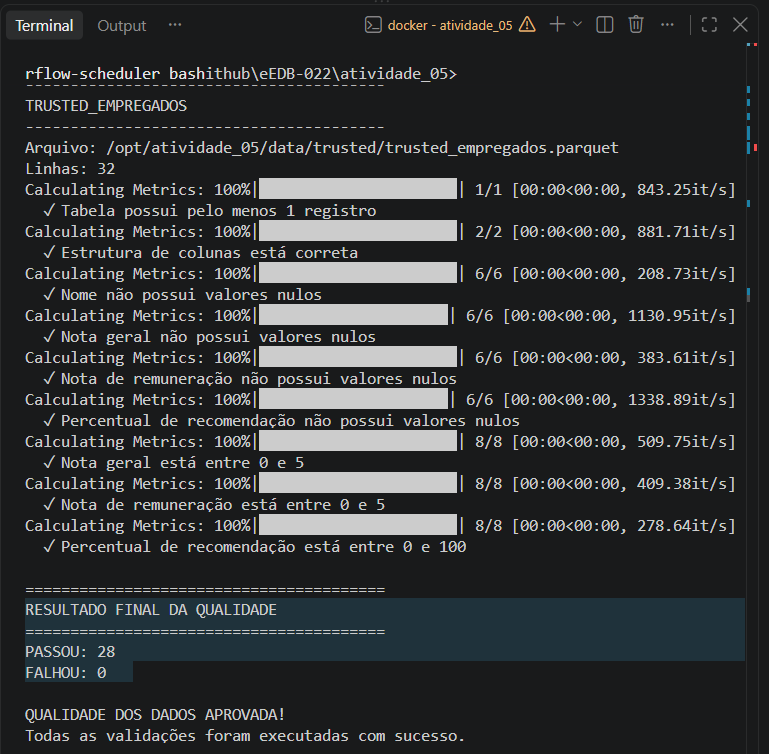 Terminal Output ··· docker - atividade_05
rflow-scheduler bashithub\eEDB-022\atividade_05>
----------------------------------------
TRUSTED_EMPREGADOS
----------------------------------------
Arquivo: /opt/atividade_05/data/trusted/trusted_empregados.parquet
Linhas: 32
Calculating Metrics: 100%|██████████| 1/1 [00:00<00:00, 843.25it/s]
✓ Tabela possui pelo menos 1 registro
Calculating Metrics: 100%|██████████| 2/2 [00:00<00:00, 881.71it/s]
✓ Estrutura de colunas está correta
Calculating Metrics: 100%|██████████| 6/6 [00:00<00:00, 208.73it/s]
✓ Nome não possui valores nulos
Calculating Metrics: 100%|██████████| 6/6 [00:00<00:00, 1130.95it/s]
✓ Nota geral não possui valores nulos
Calculating Metrics: 100%|██████████| 6/6 [00:00<00:00, 383.61it/s]
✓ Nota de remuneração não possui valores nulos
Calculating Metrics: 100%|██████████| 6/6 [00:00<00:00, 1338.89it/s]
✓ Percentual de recomendação não possui valores nulos
Calculating Metrics: 100%|██████████| 8/8 [00:00<00:00, 509.75it/s]
✓ Nota geral está entre 0 e 5
Calculating Metrics: 100%|██████████| 8/8 [00:00<00:00, 409.38it/s]
✓ Nota de remuneração está entre 0 e 5
Calculating Metrics: 100%|██████████| 8/8 [00:00<00:00, 278.64it/s]
✓ Percentual de recomendação está entre 0 e 100
========================================
RESULTADO FINAL DA QUALIDADE
========================================
PASSOU: 28
FALHOU: 0
QUALIDADE DOS DADOS APROVADA!
Todas as validações foram executadas com sucesso.